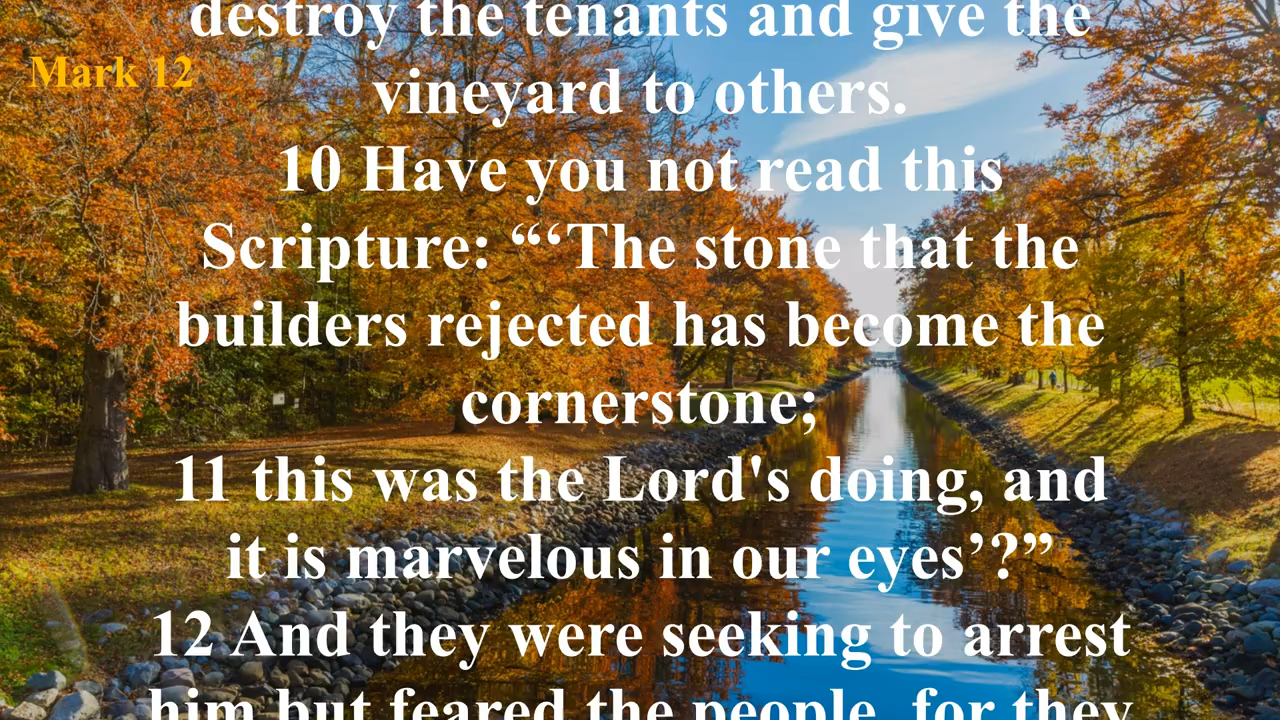 destroy the tenants and give the
Mark 12
vineyard to others.
10 Have you not read this
Scripture: “‘The stone that the
builders rejected has become the
cornerstone;
11 this was the Lord's doing, and
it is marvelous in our eyes’?”
12 And they were seeking to arrest
him but feared the people, for they